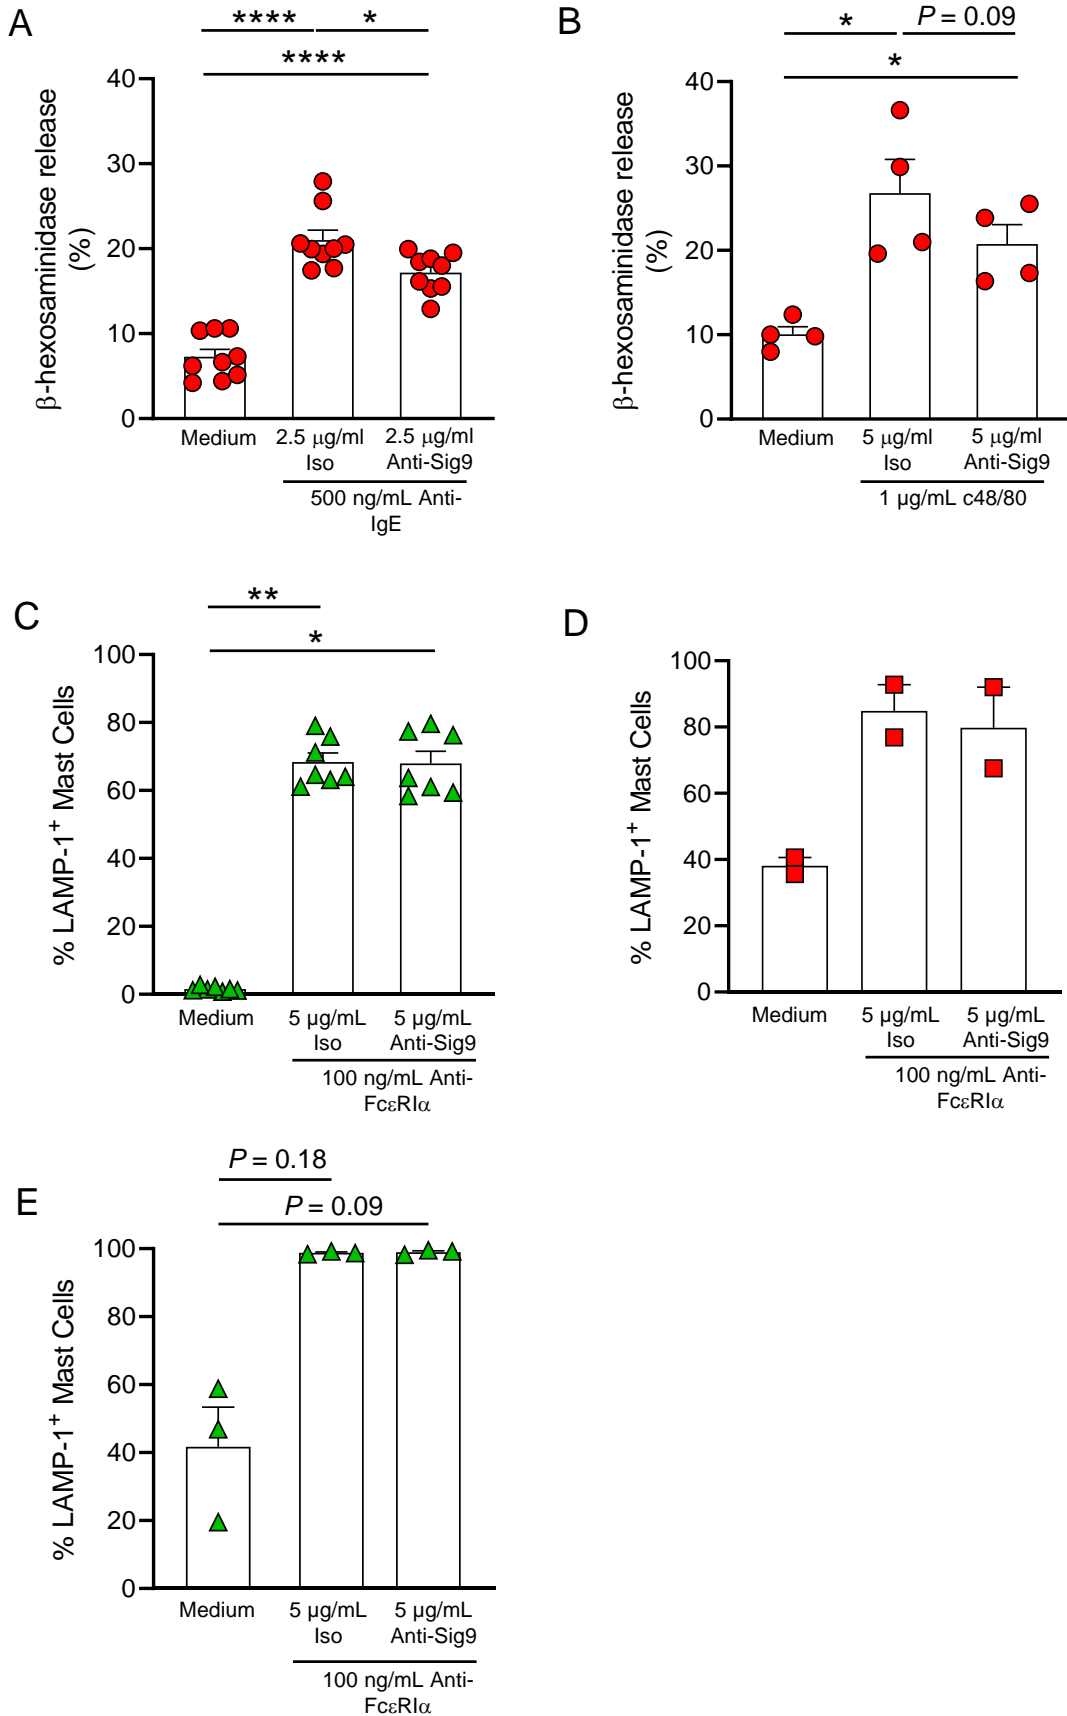 A
****
*
****
β-hexosaminidase release
(%)
40
30
20
10
0
Medium
2.5 μg/ml
Iso
2.5 μg/ml
Anti-Sig9
500 ng/mL Anti-
IgE
B
*
P = 0.09
*
β-hexosaminidase release
(%)
40
30
20
10
0
Medium
5 μg/ml
Iso
5 μg/ml
Anti-Sig9
1 µg/mL c48/80
C
**
*
% LAMP-1⁺ Mast Cells
100
80
60
40
20
0
Medium
5 µg/mL
Iso
5 µg/mL
Anti-Sig9
100 ng/mL Anti-
FcεRIα
D
% LAMP-1⁺ Mast Cells
100
80
60
40
20
0
Medium
5 µg/mL
Iso
5 µg/mL
Anti-Sig9
100 ng/mL Anti-
FcεRIα
E
P = 0.18
P = 0.09
% LAMP-1⁺ Mast Cells
100
80
60
40
20
0
Medium
5 µg/mL
Iso
5 µg/mL
Anti-Sig9
100 ng/mL Anti-
FcεRIα